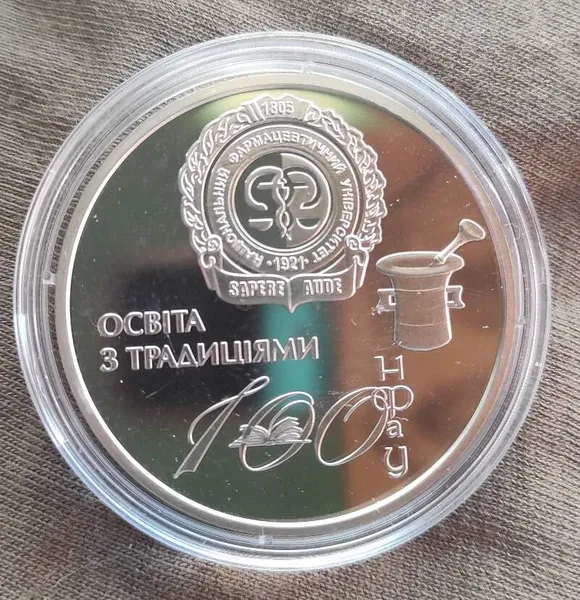 1805
НАЦІОНАЛЬНИЙ ФАРМАЦЕВТИЧНИЙ УНІВЕРСИТЕТ
•1921•
SAPERE AUDE
ОСВІТА
З ТРАДИЦІЯМИ
100
НФаУ